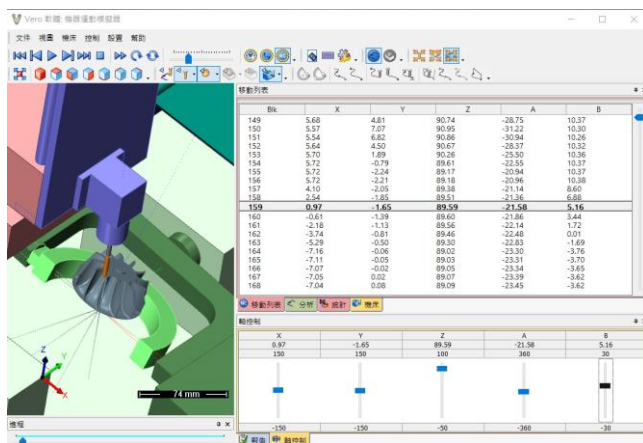 Vero 軟體: 機器運動模擬器
文件 視圖 機床 控制 設置 幫助
移動列表
Blk X Y Z A B
149 5.68 4.81 90.74 -28.75 10.37
150 5.57 7.07 90.95 -31.22 10.30
151 5.54 6.82 90.86 -30.94 10.26
152 5.64 4.50 90.67 -28.37 10.32
153 5.70 1.89 90.26 -25.50 10.36
154 5.72 -0.79 89.61 -22.55 10.37
155 5.72 -2.24 89.17 -20.94 10.37
156 5.72 -2.21 89.18 -20.96 10.38
157 4.10 -2.05 89.38 -21.14 8.60
158 2.54 -1.85 89.51 -21.36 6.88
159 0.97 -1.65 89.59 -21.58 5.16
160 -0.61 -1.39 89.60 -21.86 3.44
161 -2.18 -1.13 89.56 -22.14 1.72
162 -3.74 -0.81 89.46 -22.48 0.01
163 -5.29 -0.50 89.30 -22.83 -1.69
164 -7.16 -0.06 89.02 -23.30 -3.76
165 -7.11 -0.05 89.03 -23.31 -3.70
166 -7.07 -0.02 89.05 -23.34 -3.65
167 -7.05 0.02 89.07 -23.39 -3.62
168 -7.04 0.08 89.09 -23.45 -3.62
移動列表 分析 統計 機床
軸控制
X Y Z A B
0.97 -1.65 89.59 -21.58 5.16
150 150 100 360 30
-150 -150 -50 -360 -30
報告 軸控制
Z
Y
X
74 mm
進程